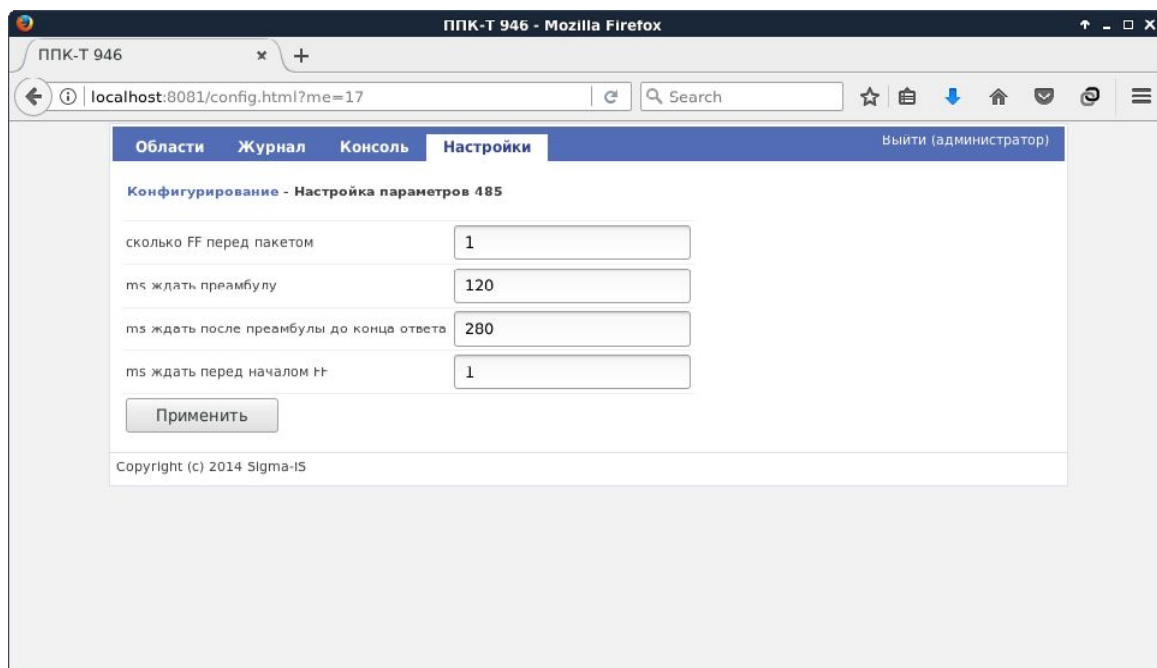 ППК-Т 946 - Mozilla Firefox
ППК-Т 946
localhost:8081/config.html?me=17
Search
Области Журнал Консоль Настройки Выйти (администратор)
Конфигурирование - Настройка параметров 485
сколько FF перед пакетом 1
ms ждать преамбулу 120
ms ждать после преамбулы до конца ответа 280
ms ждать перед началом FF 1
Применить
Copyright (c) 2014 Sigma-IS